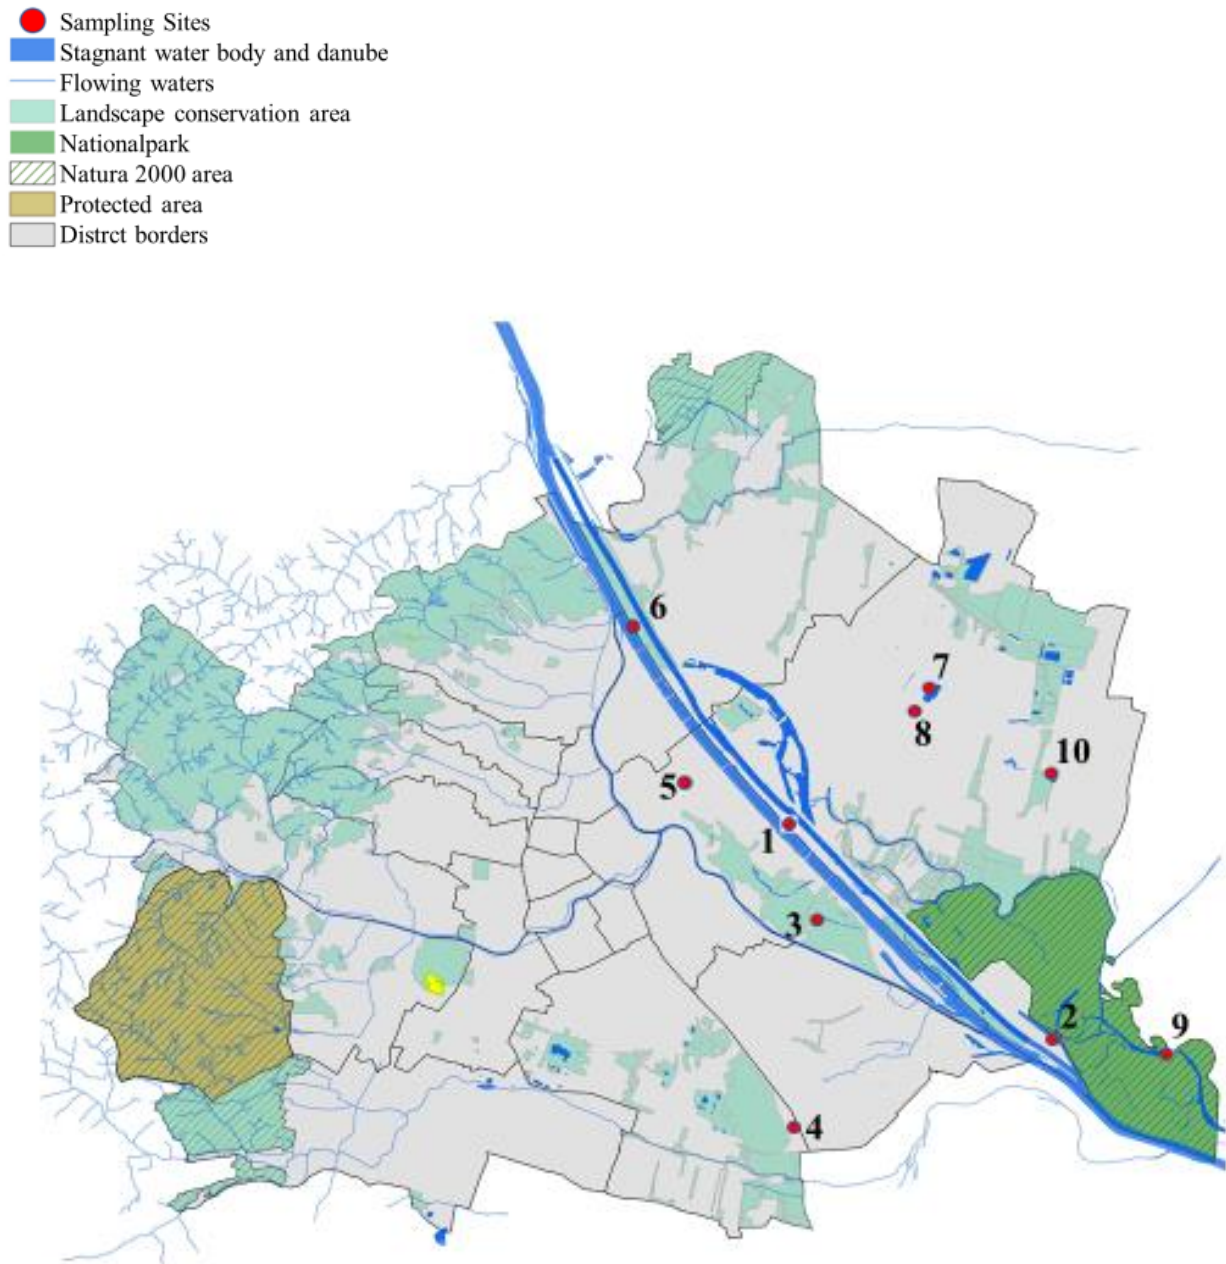 Sampling Sites
Stagnant water body and danube
Flowing waters
Landscape conservation area
Nationalpark
Natura 2000 area
Protected area
Distrct borders
6
7
8
10
5
1
3
2
9
4